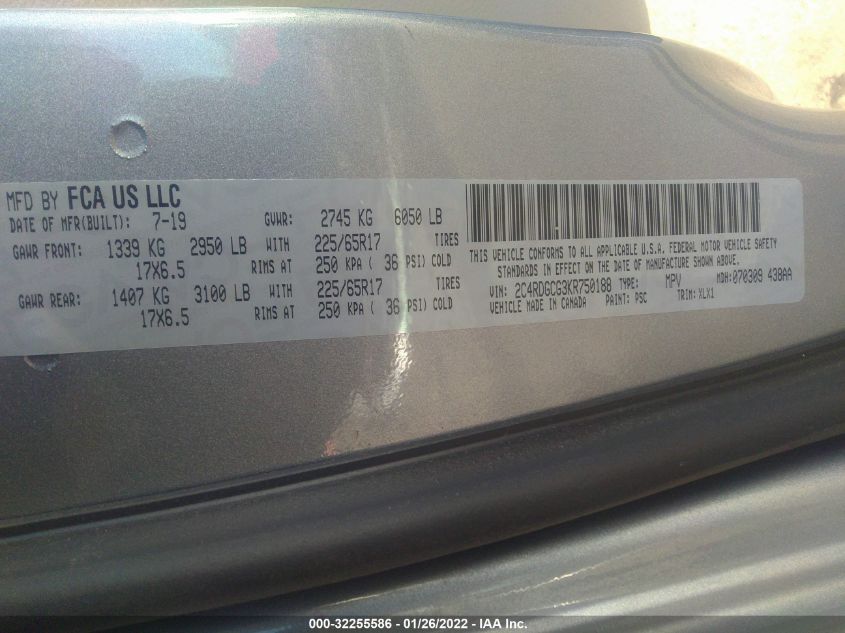 MFD BY FCA US LLC
DATE OF MFR(BUILT): 7-19 GVWR: 2745 KG 6050 LB
GAWR FRONT: 1339 KG 2950 LB WITH 225/65R17 TIRES
17X6.5 RIMS AT 250 KPA ( 36 PSI) COLD
GAWR REAR: 1407 KG 3100 LB WITH 225/65R17 TIRES
17X6.5 RIMS AT 250 KPA ( 36 PSI) COLD
THIS VEHICLE CONFORMS TO ALL APPLICABLE U.S.A. FEDERAL MOTOR VEHICLE SAFETY
STANDARDS IN EFFECT ON THE DATE OF MANUFACTURE SHOWN ABOVE.
VIN: 2C4RDGCG3KR750188 TYPE: MPV MDH: 070309 438AA
VEHICLE MADE IN CANADA PAINT: PSC TRIM: XLX1
000-32255586 - 01/26/2022 - IAA Inc.